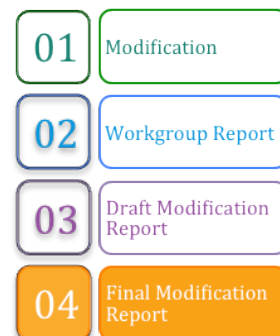 01
Modification
02
Workgroup Report
03
Draft Modification
Report
04
Final Modification
Report